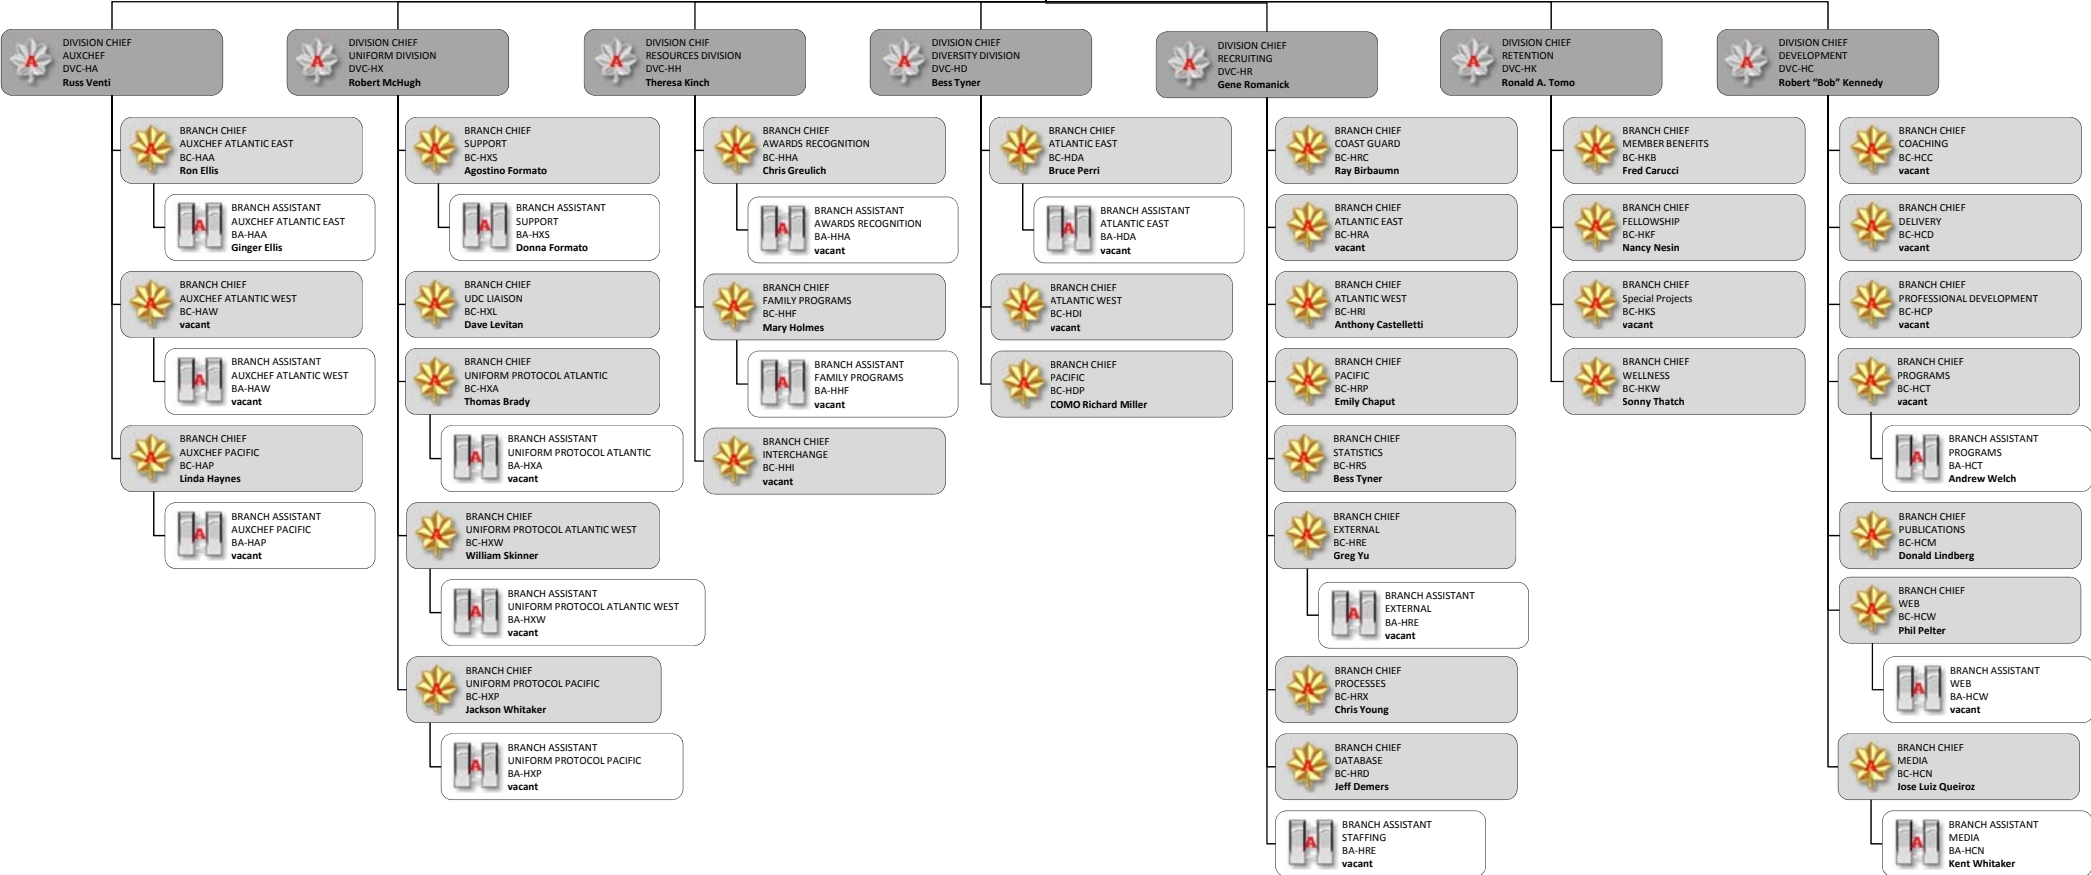 DIVISION CHIEF
AUXCHEF
DVC-HA
Russ Venti
BRANCH CHIEF
AUXCHEF ATLANTIC EAST
BC-HAA
Ron Ellis
BRANCH ASSISTANT
AUXCHEF ATLANTIC EAST
BA-HAA
Ginger Ellis
BRANCH CHIEF
AUXCHEF ATLANTIC WEST
BC-HAW
vacant
BRANCH ASSISTANT
AUXCHEF ATLANTIC WEST
BA-HAW
vacant
BRANCH CHIEF
AUXCHEF PACIFIC
BC-HAP
Linda Haynes
BRANCH ASSISTANT
AUXCHEF PACIFIC
BA-HAP
vacant
DIVISION CHIEF
UNIFORM DIVISION
DVC-HX
Robert McHugh
BRANCH CHIEF
SUPPORT
BC-HXS
Agostino Formato
BRANCH ASSISTANT
SUPPORT
BA-HXS
Donna Formato
BRANCH CHIEF
UDC LIAISON
BC-HXL
Dave Levitan
BRANCH CHIEF
UNIFORM PROTOCOL ATLANTIC
BC-HXA
Thomas Brady
BRANCH ASSISTANT
UNIFORM PROTOCOL ATLANTIC
BA-HXA
vacant
BRANCH CHIEF
UNIFORM PROTOCOL ATLANTIC WEST
BC-HXW
William Skinner
BRANCH ASSISTANT
UNIFORM PROTOCOL ATLANTIC WEST
BA-HXW
vacant
BRANCH CHIEF
UNIFORM PROTOCOL PACIFIC
BC-HXP
Jackson Whitaker
BRANCH ASSISTANT
UNIFORM PROTOCOL PACIFIC
BA-HXP
vacant
DIVISION CHIF
RESOURCES DIVISION
DVC-HH
Theresa Kinch
BRANCH CHIEF
AWARDS RECOGNITION
BC-HHA
Chris Greulich
BRANCH ASSISTANT
AWARDS RECOGNITION
BA-HHA
vacant
BRANCH CHIEF
FAMILY PROGRAMS
BC-HHF
Mary Holmes
BRANCH ASSISTANT
FAMILY PROGRAMS
BA-HHF
vacant
BRANCH CHIEF
INTERCHANGE
BC-HHI
vacant
DIVISION CHIEF
DIVERSITY DIVISION
DVC-HD
Bess Tyner
BRANCH CHIEF
ATLANTIC EAST
BC-HDA
Bruce Perri
BRANCH ASSISTANT
ATLANTIC EAST
BA-HDA
vacant
BRANCH CHIEF
ATLANTIC WEST
BC-HDI
vacant
BRANCH CHIEF
PACIFIC
BC-HDP
COMO Richard Miller
DIVISION CHIEF
RECRUITING
DVC-HR
Gene Romanick
BRANCH CHIEF
COAST GUARD
BC-HRC
Ray Birbaumn
BRANCH CHIEF
ATLANTIC EAST
BC-HRA
vacant
BRANCH CHIEF
ATLANTIC WEST
BC-HRI
Anthony Castelletti
BRANCH CHIEF
PACIFIC
BC-HRP
Emily Chaput
BRANCH CHIEF
STATISTICS
BC-HRS
Bess Tyner
BRANCH CHIEF
EXTERNAL
BC-HRE
Greg Yu
BRANCH ASSISTANT
EXTERNAL
BA-HRE
vacant
BRANCH CHIEF
PROCESSES
BC-HRX
Chris Young
BRANCH CHIEF
DATABASE
BC-HRD
Jeff Demers
BRANCH ASSISTANT
STAFFING
BA-HRE
vacant
DIVISION CHIEF
RETENTION
DVC-HK
Ronald A. Tomo
BRANCH CHIEF
MEMBER BENEFITS
BC-HKB
Fred Carucci
BRANCH CHIEF
FELLOWSHIP
BC-HKF
Nancy Nesin
BRANCH CHIEF
Special Projects
BC-HKS
vacant
BRANCH CHIEF
WELLNESS
BC-HKW
Sonny Thatch
DIVISION CHIEF
DEVELOPMENT
DVC-HC
Robert “Bob” Kennedy
BRANCH CHIEF
COACHING
BC-HCC
vacant
BRANCH CHIEF
DELIVERY
BC-HCD
vacant
BRANCH CHIEF
PROFESSIONAL DEVELOPMENT
BC-HCP
vacant
BRANCH CHIEF
PROGRAMS
BC-HCT
vacant
BRANCH ASSISTANT
PROGRAMS
BA-HCT
Andrew Welch
BRANCH CHIEF
PUBLICATIONS
BC-HCM
Donald Lindberg
BRANCH CHIEF
WEB
BC-HCW
Phil Pelter
BRANCH ASSISTANT
WEB
BA-HCW
vacant
BRANCH CHIEF
MEDIA
BC-HCN
Jose Luiz Queiroz
BRANCH ASSISTANT
MEDIA
BA-HCN
Kent Whitaker